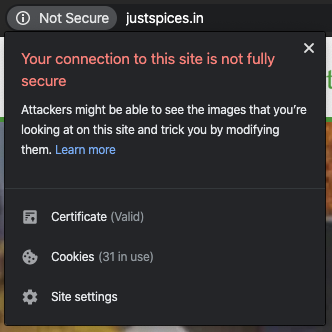 Not Secure justspices.in
Your connection to this site is not fully
secure
Attackers might be able to see the images that you're
looking at on this site and trick you by modifying
them. Learn more
Certificate (Valid)
Cookies (31 in use)
Site settings